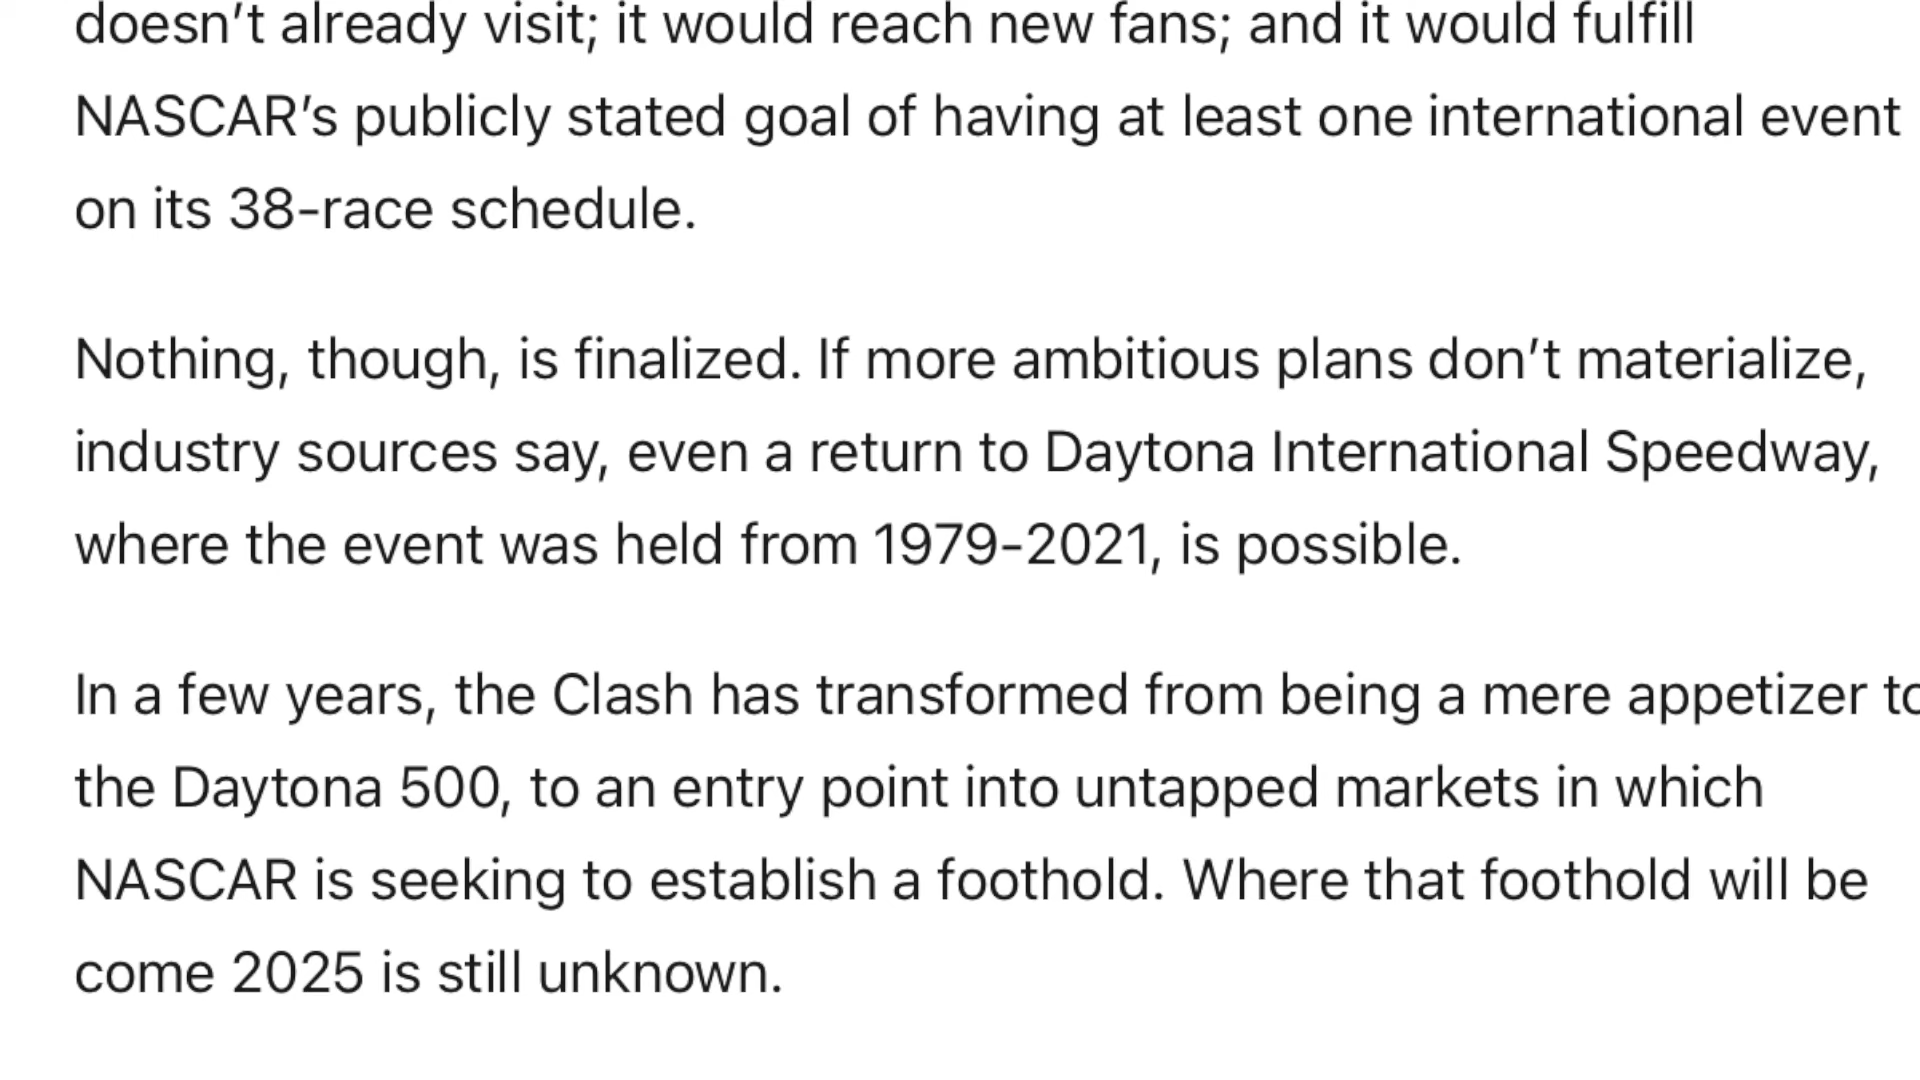 doesn’t already visit; it would reach new fans; and it would fulfill
NASCAR’s publicly stated goal of having at least one international event
on its 38-race schedule.
Nothing, though, is finalized. If more ambitious plans don’t materialize,
industry sources say, even a return to Daytona International Speedway,
where the event was held from 1979-2021, is possible.
In a few years, the Clash has transformed from being a mere appetizer to
the Daytona 500, to an entry point into untapped markets in which
NASCAR is seeking to establish a foothold. Where that foothold will be
come 2025 is still unknown.